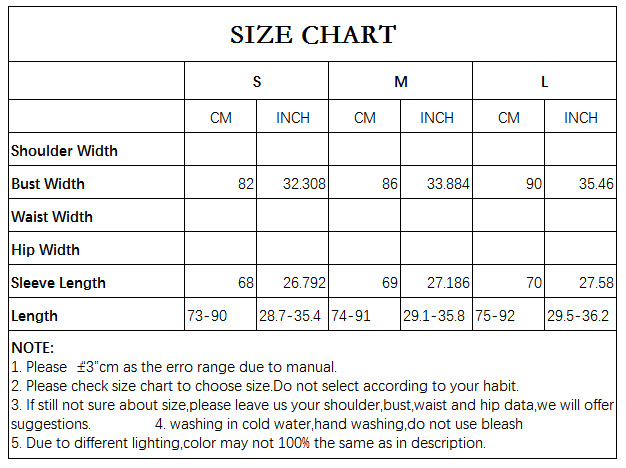 SIZE CHART
S M L
CM INCH CM INCH CM INCH
Shoulder Width
Bust Width 82 32.308 86 33.884 90 35.46
Waist Width
Hip Width
Sleeve Length 68 26.792 69 27.186 70 27.58
Length 73-90 28.7-35.4 74-91 29.1-35.8 75-92 29.5-36.2
NOTE:
1. Please ±3"cm as the erro range due to manual.
2. Please check size chart to choose size.Do not select according to your habit.
3. If still not sure about size,please leave us your shoulder,bust,waist and hip data,we will offer
suggestions. 4. washing in cold water,hand washing,do not use bleash
5. Due to different lighting,color may not 100% the same as in description.